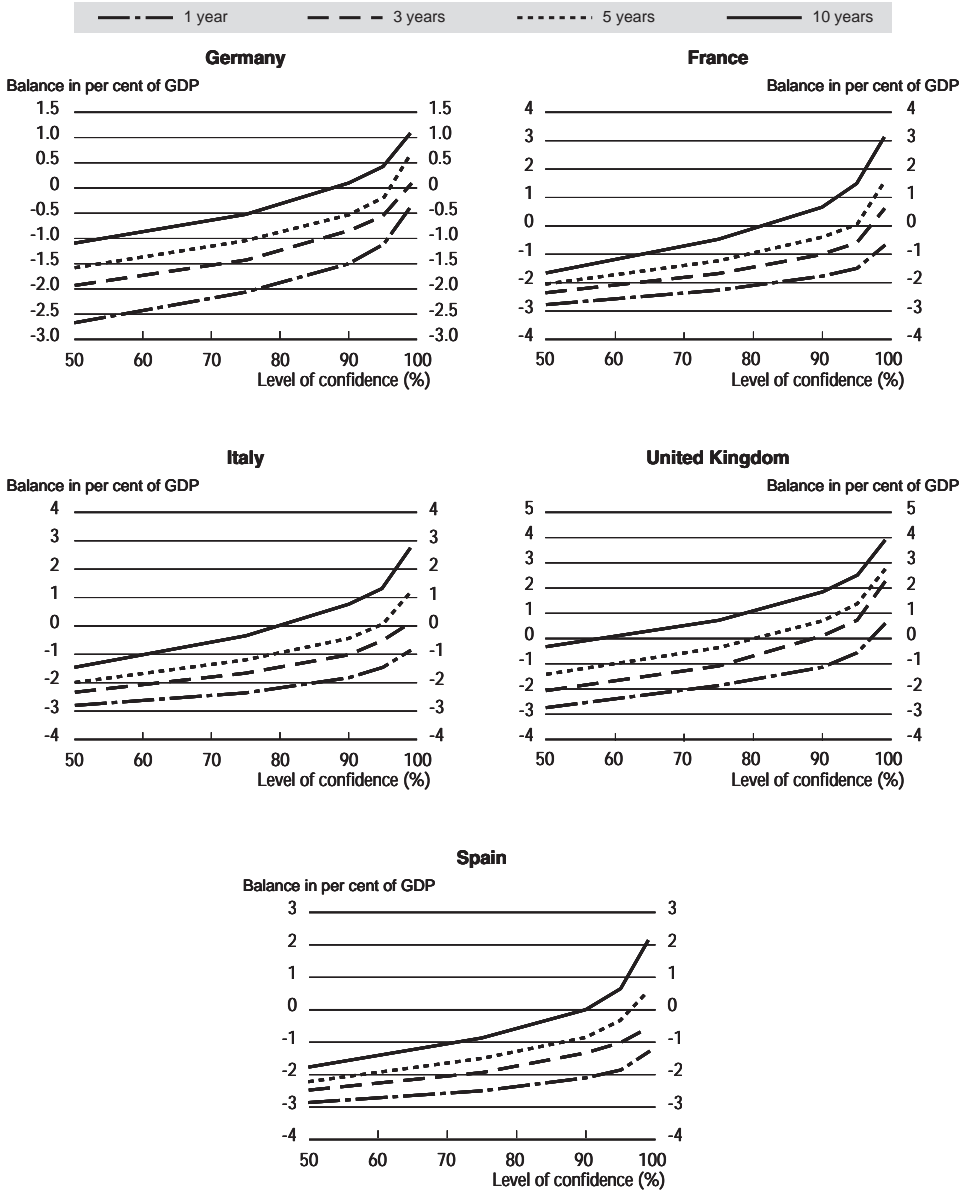 1 year 3 years 5 years 10 years
Germany
Balance in per cent of GDP
1.5 1.5
1.0 1.0
0.5 0.5
0 0
-0.5 -0.5
-1.0 -1.0
-1.5 -1.5
-2.0 -2.0
-2.5 -2.5
-3.0 -3.0
50 60 70 80 90 100
Level of confidence (%)
France
Balance in per cent of GDP
4 4
3 3
2 2
1 1
0 0
-1 -1
-2 -2
-3 -3
-4 -4
50 60 70 80 90 100
Level of confidence (%)
Italy
Balance in per cent of GDP
4 4
3 3
2 2
1 1
0 0
-1 -1
-2 -2
-3 -3
-4 -4
50 60 70 80 90 100
Level of confidence (%)
United Kingdom
Balance in per cent of GDP
5 5
4 4
3 3
2 2
1 1
0 0
-1 -1
-2 -2
-3 -3
-4 -4
50 60 70 80 90 100
Level of confidence (%)
Spain
Balance in per cent of GDP
3 3
2 2
1 1
0 0
-1 -1
-2 -2
-3 -3
-4 -4
50 60 70 80 90 100
Level of confidence (%)